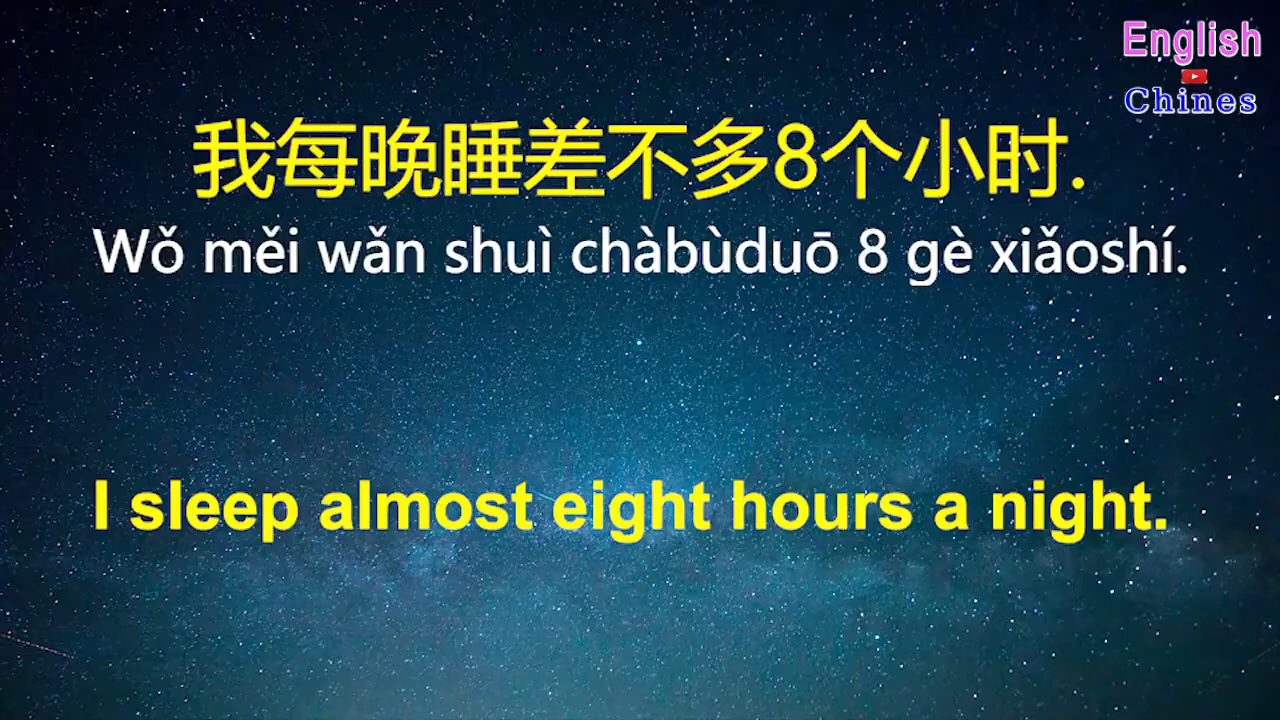 English
Chines
我每晚睡差不多8个小时.
Wǒ měi wǎn shuì chàbùduō 8 gè xiǎoshí.
I sleep almost eight hours a night.